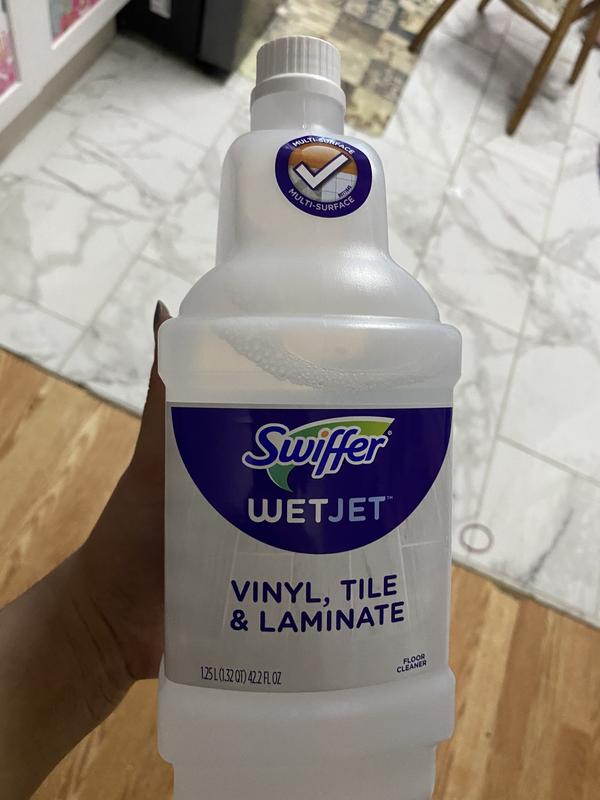 MULTI-SURFACE
MULTI-SURFACE
Swiffer®
WETJET™
VINYL, TILE
& LAMINATE
1.25 L (1.32 QT) 42.2 FL OZ
FLOOR
CLEANER